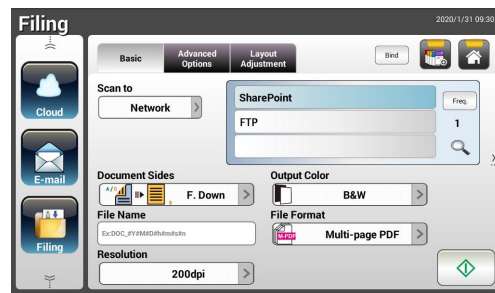 Filing
2020/1/31 09:30
Basic
Advanced
Options
Layout
Adjustment
Bind
Scan to
Network
SharePoint
FTP
Freq.
1
Cloud
E-mail
Filing
Document Sides
A/B
F. Down
Output Color
B&W
File Name
Ex:DOC_#Y#M#D#h#m#s#n
File Format
M-PDF
Multi-page PDF
Resolution
200dpi